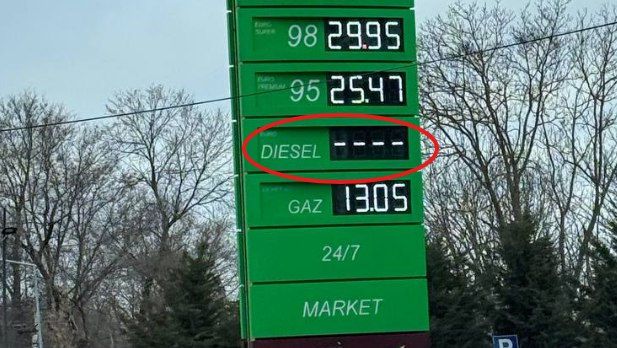 EURO
SUPER 98 29.95
EURO
PREMIUM 95 25.47
EURO
DIESEL ----
GAZ 13.05
24/7
MARKET
P